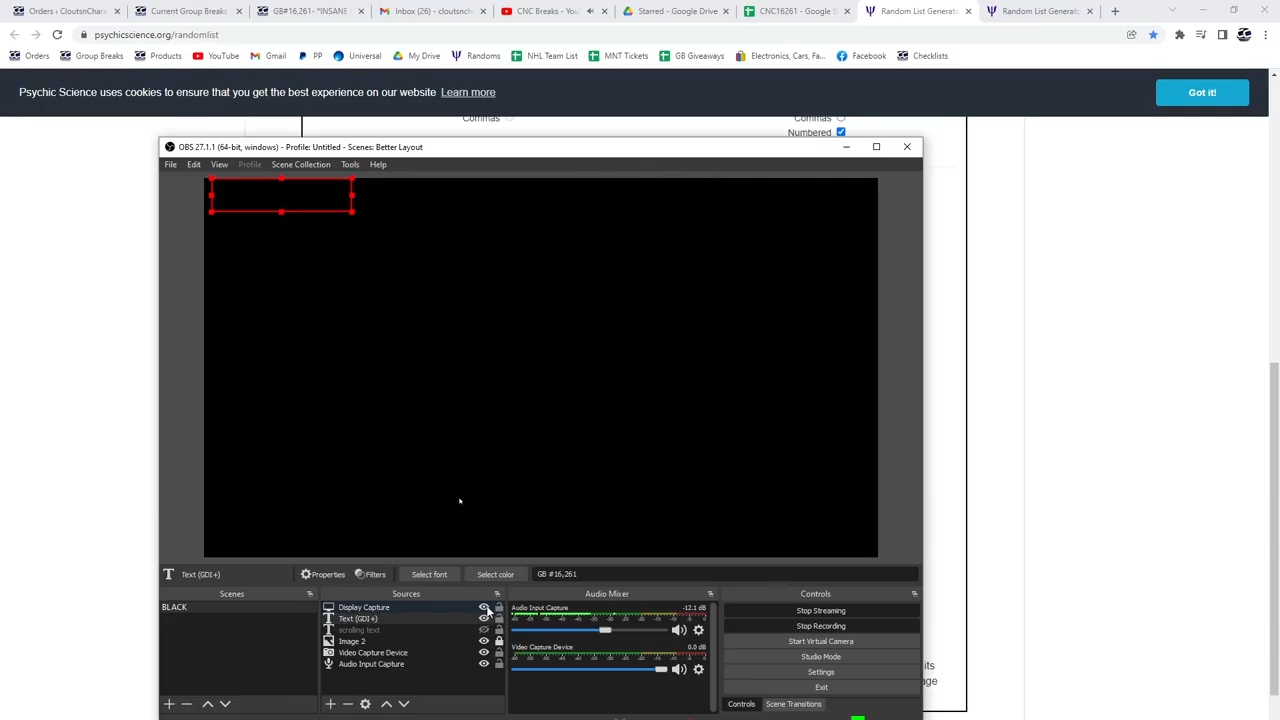 Orders ‹ CloutsnChar
Current Group Breaks
GB#16,261- *INSANE
Inbox (26) - cloutsnch
CNC Breaks - You
Starred - Google Drive
CNC16261 - Google S
Random List Generato
Random List Generato
psychicscience.org/randomlist
Orders
Group Breaks
Products
YouTube
Gmail
PP
Universal
My Drive
Randoms
NHL Team List
MNT Tickets
GB Giveaways
Electronics, Cars, Fa...
Facebook
Checklists
Psychic Science uses cookies to ensure that you get the best experience on our website Learn more
Got it!
Commas
Commas
Numbered
OBS 27.1.1 (64-bit, windows) - Profile: Untitled - Scenes: Better Layout
File Edit View Profile Scene Collection Tools Help
Text (GDI+)
Properties
Filters
Select font
Select color
GB #16,261
Scenes
Sources
Audio Mixer
Controls
BLACK
Display Capture
Text (GDI+)
scrolling text
Image 2
Video Capture Device
Audio Input Capture
Audio Input Capture
-12.1 dB
Video Capture Device
0.0 dB
Stop Streaming
Stop Recording
Start Virtual Camera
Studio Mode
Settings
Exit
Controls
Scene Transitions
its
age